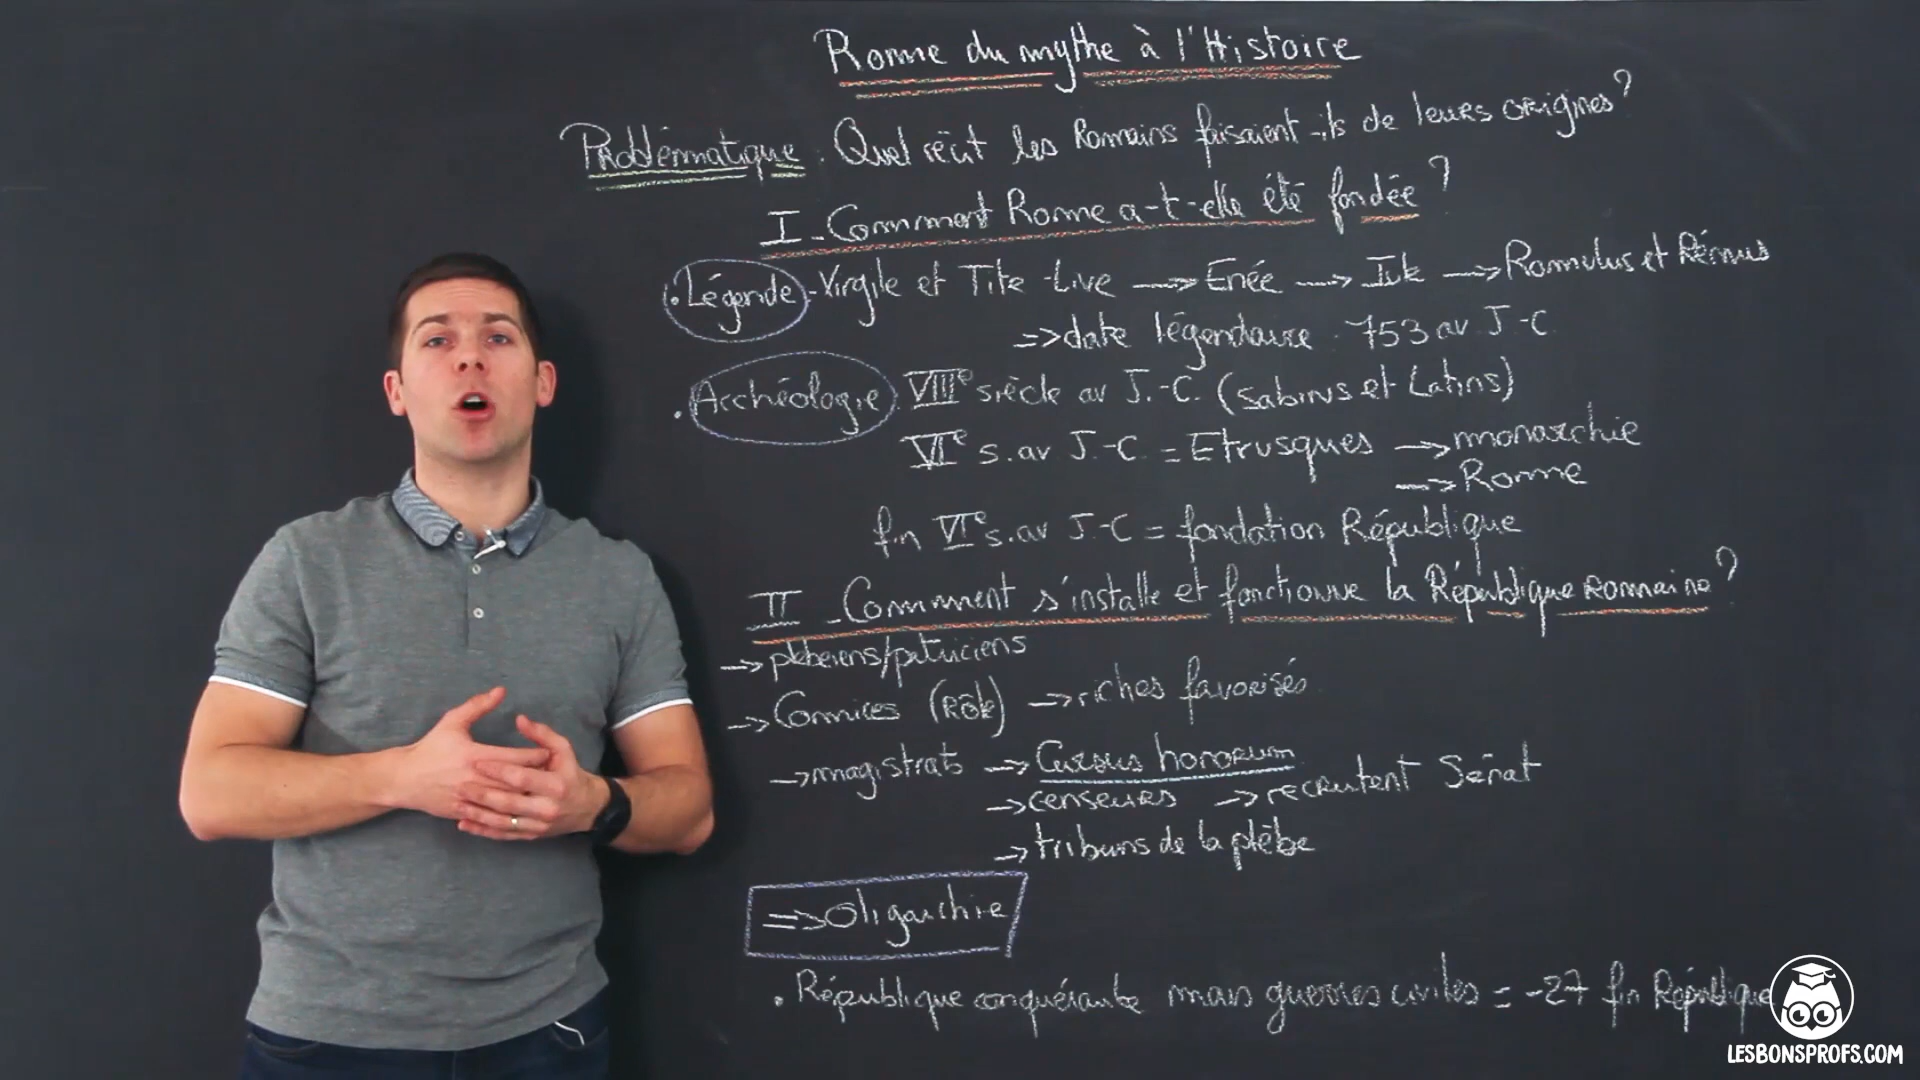 Rome du mythe à l'Histoire
Problématique : Quel récit les Romains faisaient-ils de leurs origines ?
I - Comment Rome a-t-elle été fondée ?
. Légende - Virgile et Tite-Live → Enée → Iule → Romulus et Rémus
=> date légendaire : 753 av J-C
. Archéologie : VIIIe siècle av J.-C. (Sabins et Latins)
VIe s. av J.-C = Etrusques → monarchie
→ Rome
fin VIe s. av J-C = fondation République
II - Comment s'installe et fonctionne la République romaine ?
→ plébeiens/patriciens
→ Comices (Rôle) → riches favorisés
→ magistrats → Cursus honorum
→ censeurs → recrutent Sénat
→ tribuns de la plèbe
=> Oligarchie
. République conquérante mais guerres civiles = -27 fin République
LESBONSPROFS.COM